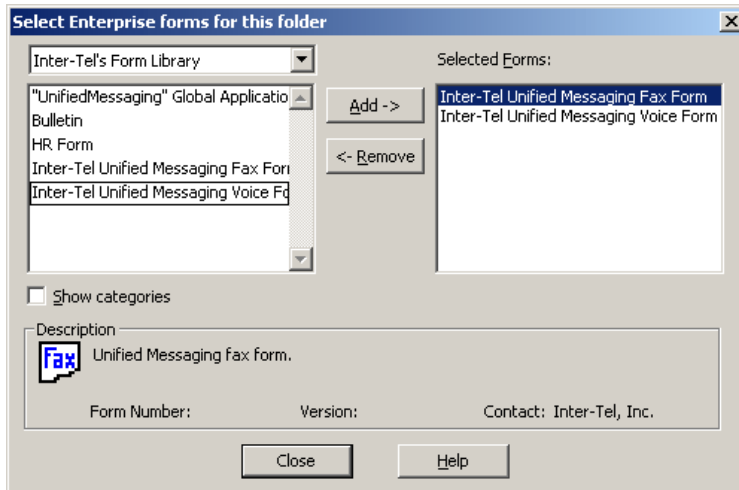 Select Enterprise forms for this folder
Inter-Tel's Form Library
Selected Forms:
"UnifiedMessaging" Global Applicatio
Bulletin
HR Form
Inter-Tel Unified Messaging Fax For
Inter-Tel Unified Messaging Voice Fo
Add ->
<- Remove
Inter-Tel Unified Messaging Fax Form
Inter-Tel Unified Messaging Voice Form
Show categories
Description
Fax
Unified Messaging fax form.
Form Number:
Version:
Contact: Inter-Tel, Inc.
Close
Help